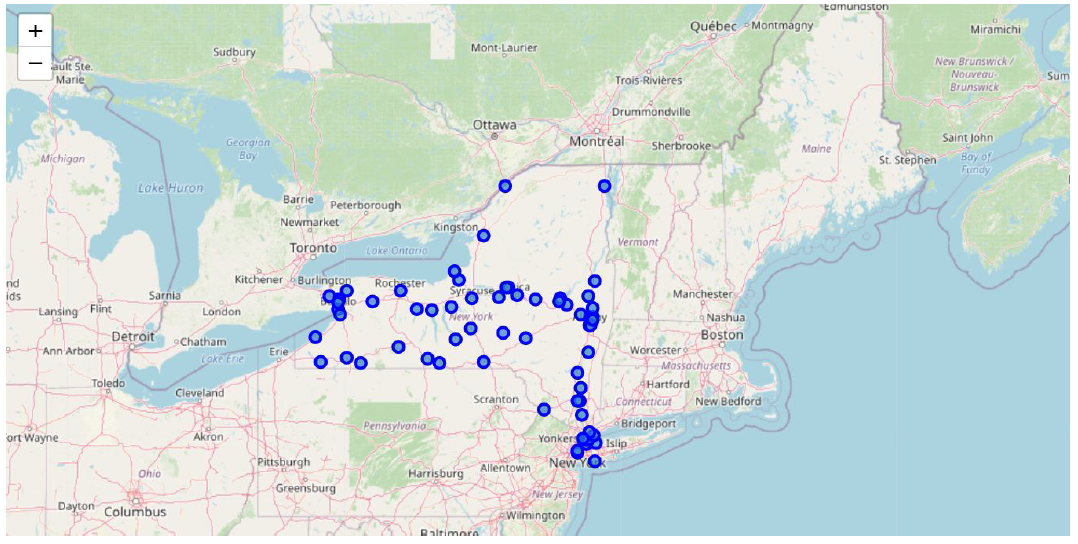 +
−
Edmundston
Québec
Montmagny
Miramichi
Sudbury
Mont-Laurier
Marie
Trois-Rivières
New Brunswick /
Nouveau-
Brunswick
Drummondville
Ottawa
Montréal
Sherbrooke
Saint John
Georgian
Bay
Maine
St. Stephen
Bay of
Fundy
Michigan
Lake Huron
Barrie
Peterborough
Newmarket
Kingston
Toronto
Lake Ontario
Vermont
Kitchener
Burlington
Rochester
Syracuse
Sarnia
Manchester
Lansing
Flint
London
New York
Nashua
Detroit
Chatham
Boston
Ann Arbor
Lake Erie
Erie
Worcester
Massachusetts
Toledo
Cleveland
Scranton
Hartford
Connecticut
New Bedford
Bridgeport
ort Wayne
Akron
Pennsylvania
Yonkers
Islip
Pittsburgh
Allentown
New York
Ohio
Harrisburg
Greensburg
New Jersey
Dayton
Columbus
Wilmington
Baltimore